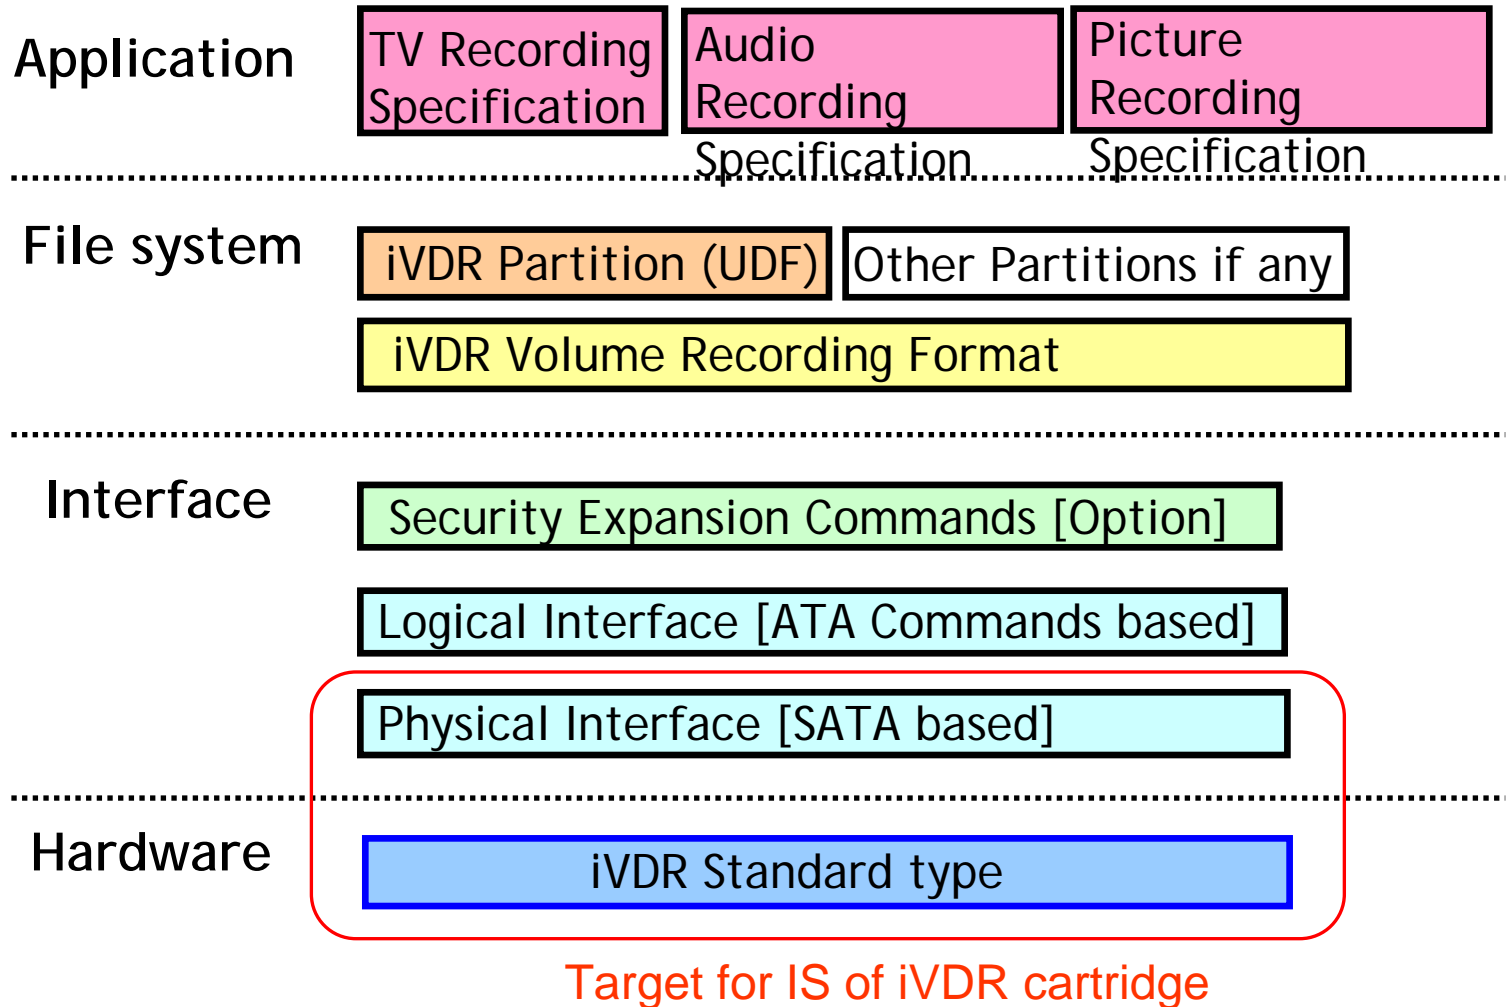 Application
TV Recording
Specification
Audio
Recording
Specification
Picture
Recording
Specification
File system
iVDR Partition (UDF)
Other Partitions if any
iVDR Volume Recording Format
Interface
Security Expansion Commands [Option]
Logical Interface [ATA Commands based]
Physical Interface [SATA based]
Hardware
iVDR Standard type
Target for IS of iVDR cartridge